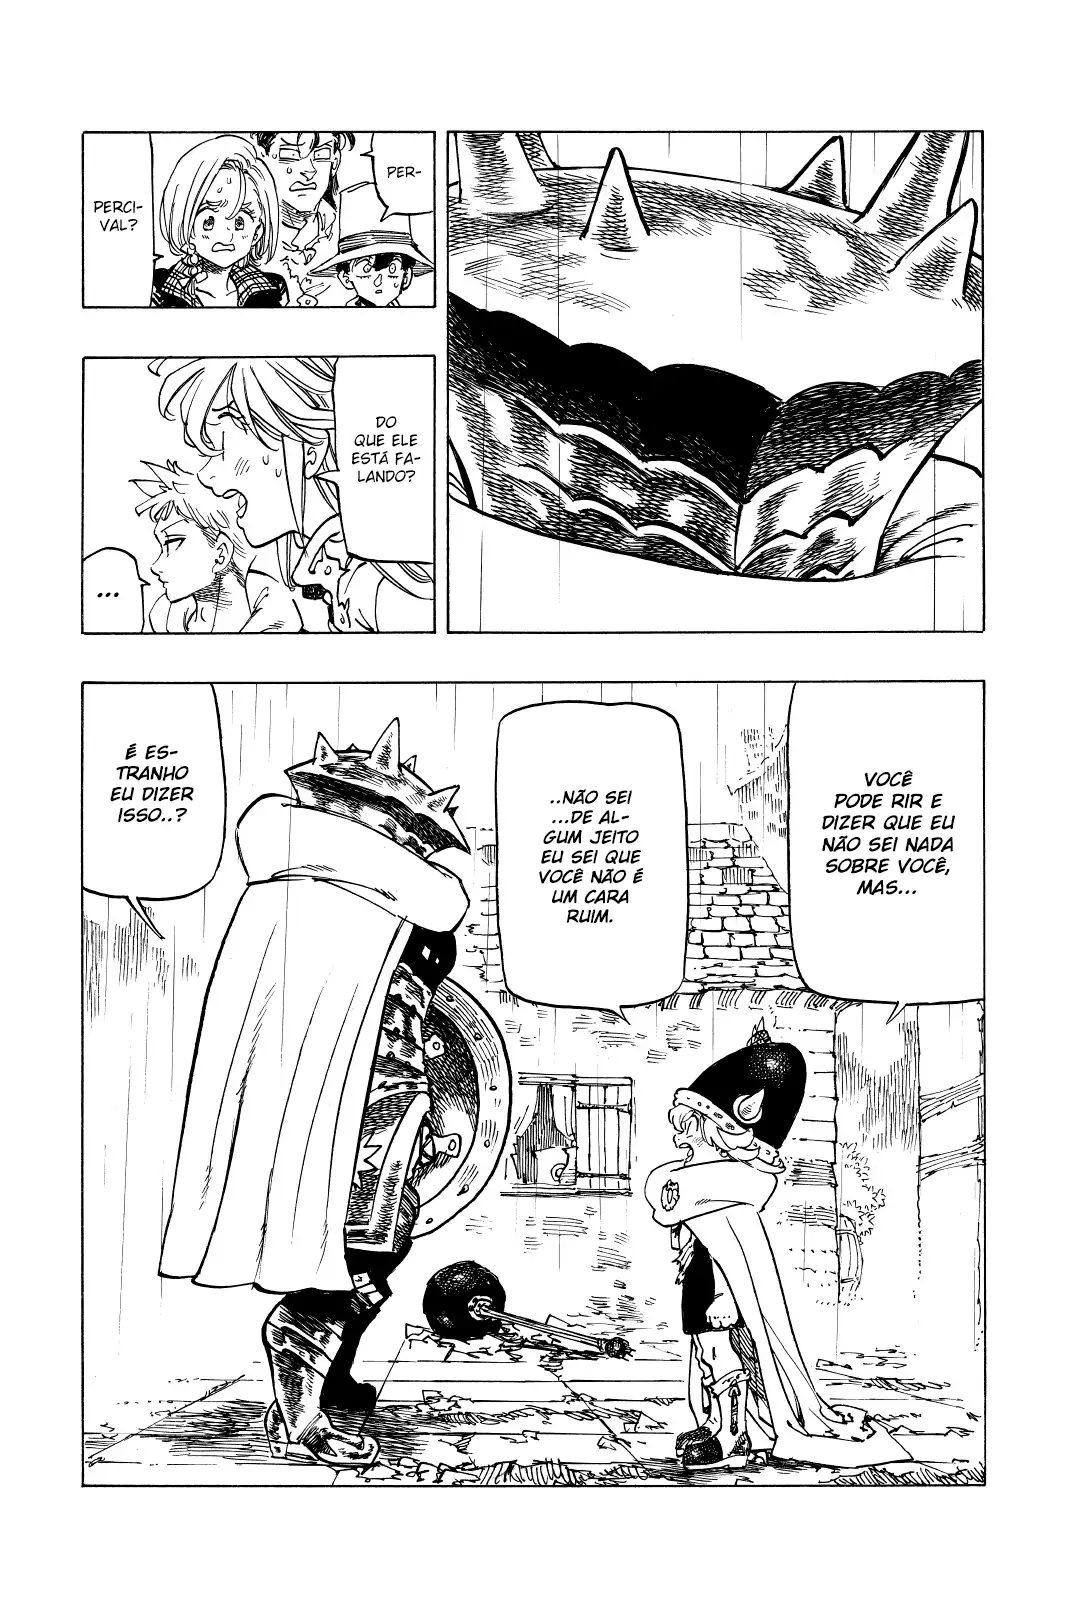 PER-
PERCI-
VAL?
DO
QUE ELE
ESTÁ FA-
LANDO?
...
VOCÊ
PODE RIR E
DIZER QUE EU
NÃO SEI NADA
SOBRE VOCÊ,
MAS...
..NÃO SEI
...DE AL-
GUM JEITO
EU SEI QUE
VOCÊ NÃO É
UM CARA
RUIM.
É ES-
TRANHO
EU DIZER
ISSO..?